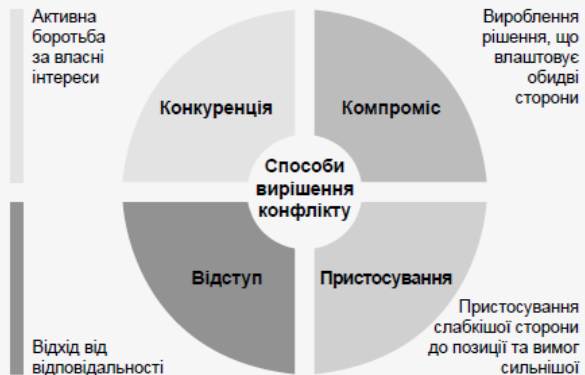 Активна
боротьба
за власні
інтереси
Вироблення
рішення, що
влаштовує
обидві
сторони
Конкуренція
Компроміс
Способи
вирішення
конфлікту
Відступ
Пристосування
Відхід від
відповідальності
Пристосування
слабкішої сторони
до позиції та вимог
сильнішої